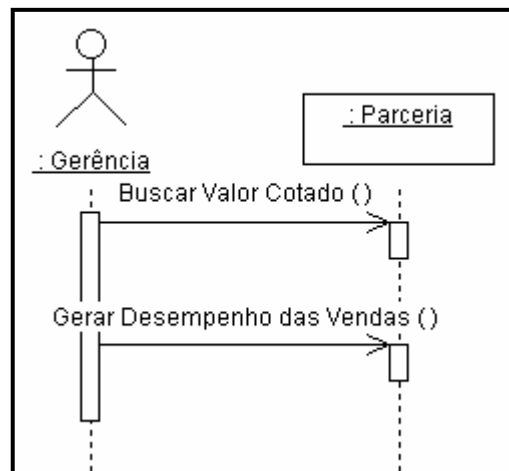 : Parceria
: Gerência
Buscar Valor Cotado ()
Gerar Desempenho das Vendas ()